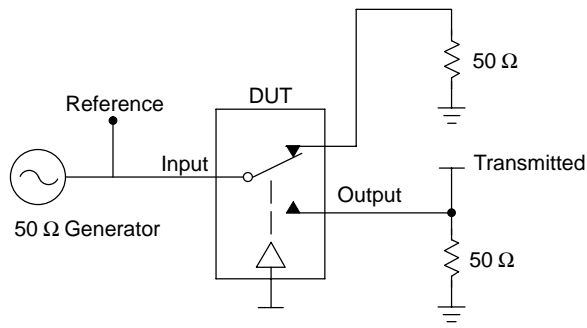 50 Ω
Reference
DUT
Input
Transmitted
Output
50 Ω Generator
50 Ω